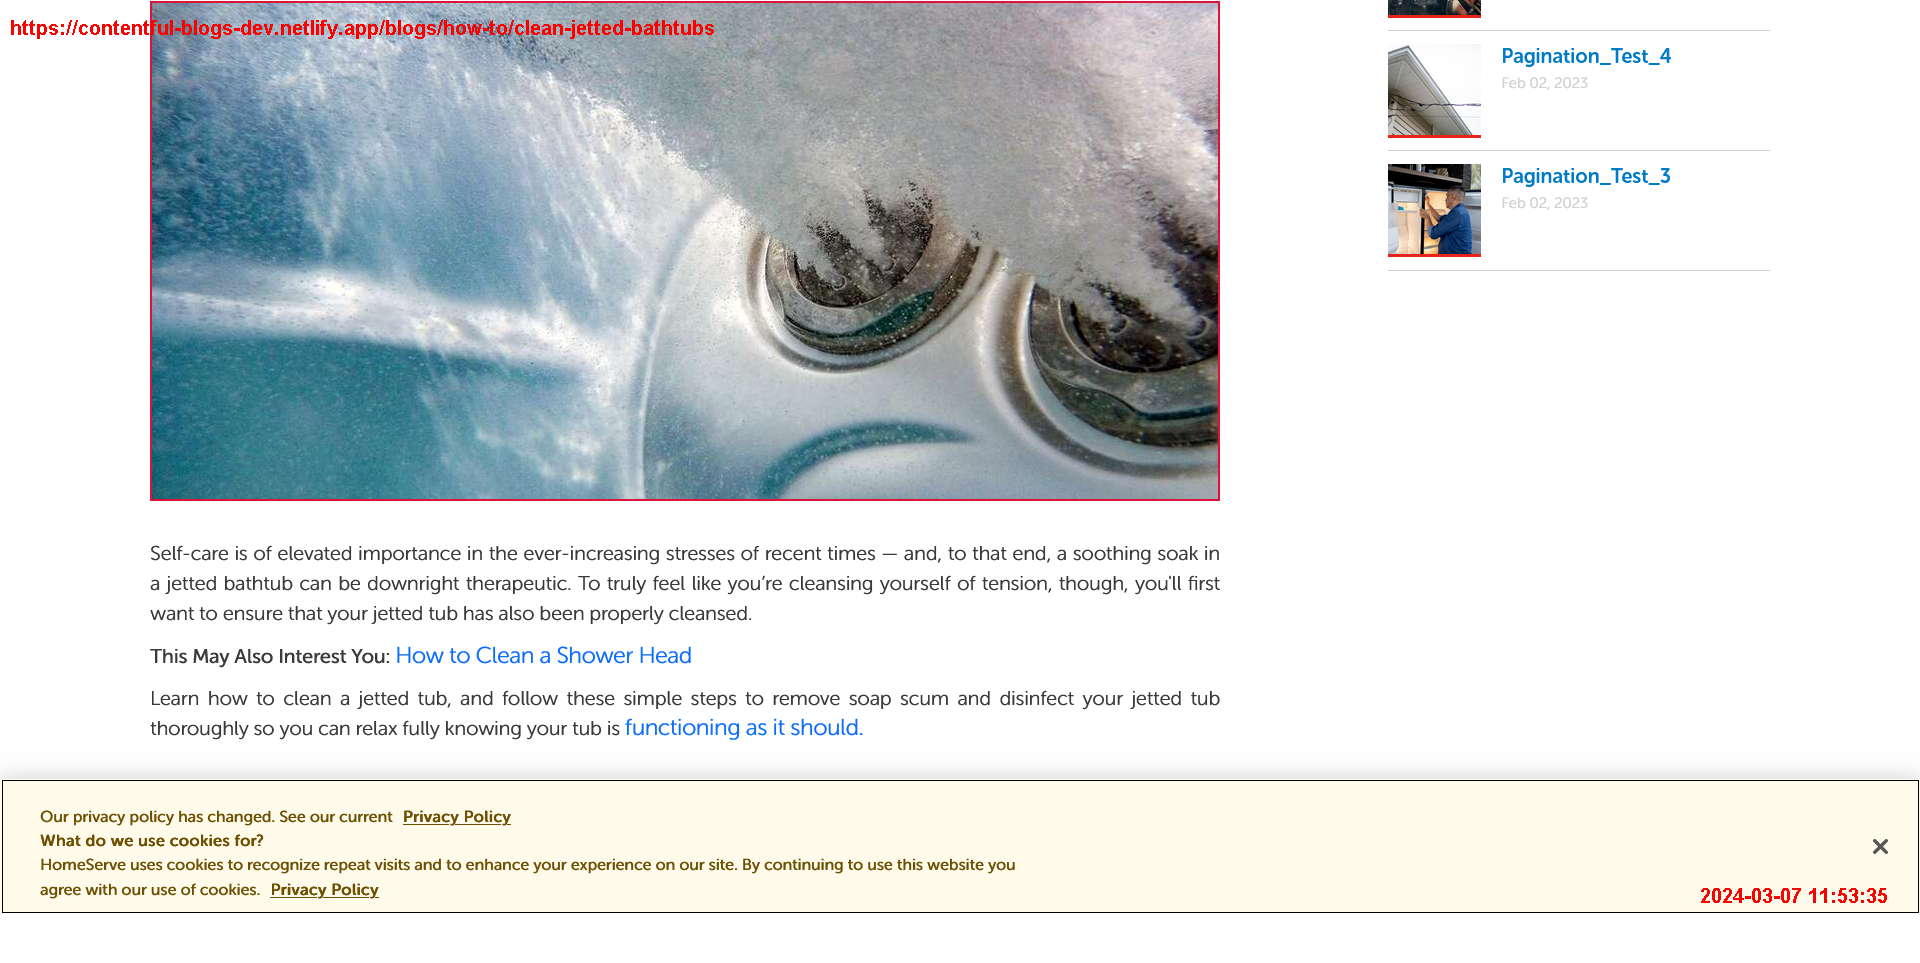 https://contentful-blogs-dev.netlify.app/blogs/how-to/clean-jetted-bathtubs
Pagination_Test_4
Feb 02, 2023
Pagination_Test_3
Feb 02, 2023
Self-care is of elevated importance in the ever-increasing stresses of recent times — and, to that end, a soothing soak in
a jetted bathtub can be downright therapeutic. To truly feel like you’re cleansing yourself of tension, though, you'll first
want to ensure that your jetted tub has also been properly cleansed.
This May Also Interest You: How to Clean a Shower Head
Learn how to clean a jetted tub, and follow these simple steps to remove soap scum and disinfect your jetted tub
thoroughly so you can relax fully knowing your tub is functioning as it should.
Our privacy policy has changed. See our current Privacy Policy
What do we use cookies for?
HomeServe uses cookies to recognize repeat visits and to enhance your experience on our site. By continuing to use this website you
agree with our use of cookies. Privacy Policy
2024-03-07 11:53:35